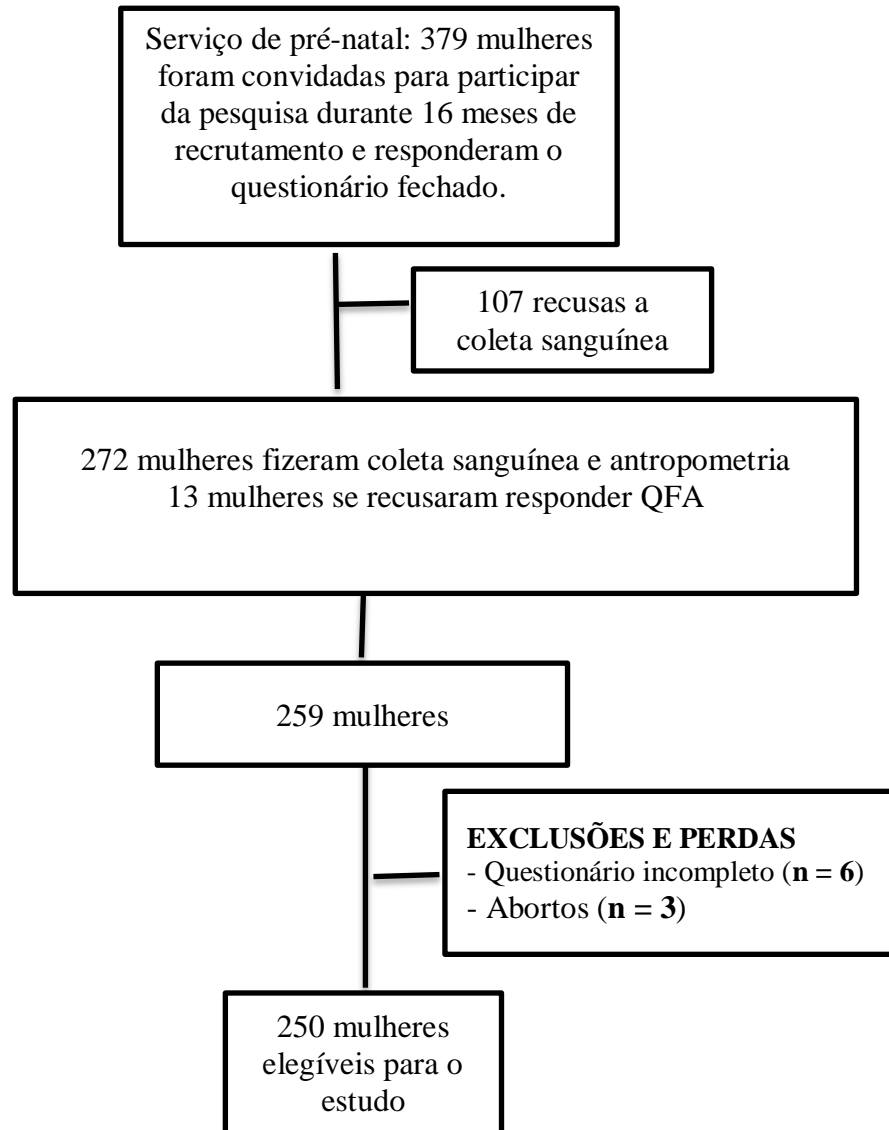 Serviço de pré-natal: 379 mulheres
foram convidadas para participar
da pesquisa durante 16 meses de
recrutamento e responderam o
questionário fechado.
107 recusas a
coleta sanguínea
272 mulheres fizeram coleta sanguínea e antropometria
13 mulheres se recusaram responder QFA
259 mulheres
EXCLUSÕES E PERDAS
- Questionário incompleto (n = 6)
- Abortos (n = 3)
250 mulheres
elegíveis para o
estudo